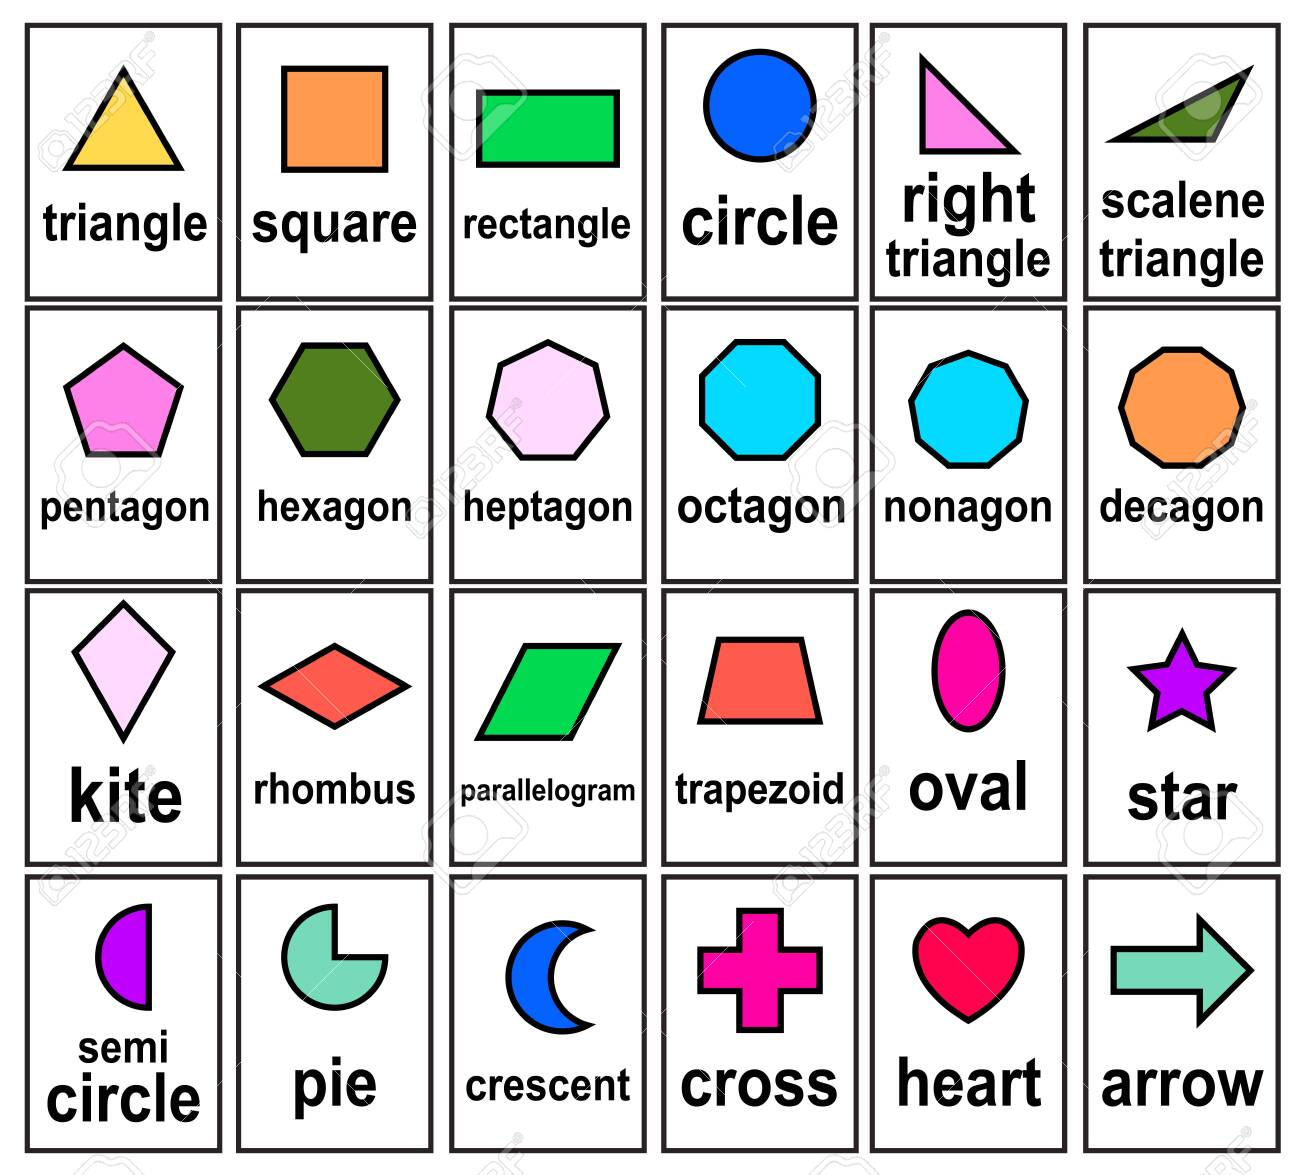 triangle
square
rectangle
circle
right
triangle
scalene
triangle
pentagon
hexagon
heptagon
octagon
nonagon
decagon
kite
rhombus
parallelogram
trapezoid
oval
star
semi
circle
pie
crescent
cross
heart
arrow
123RF